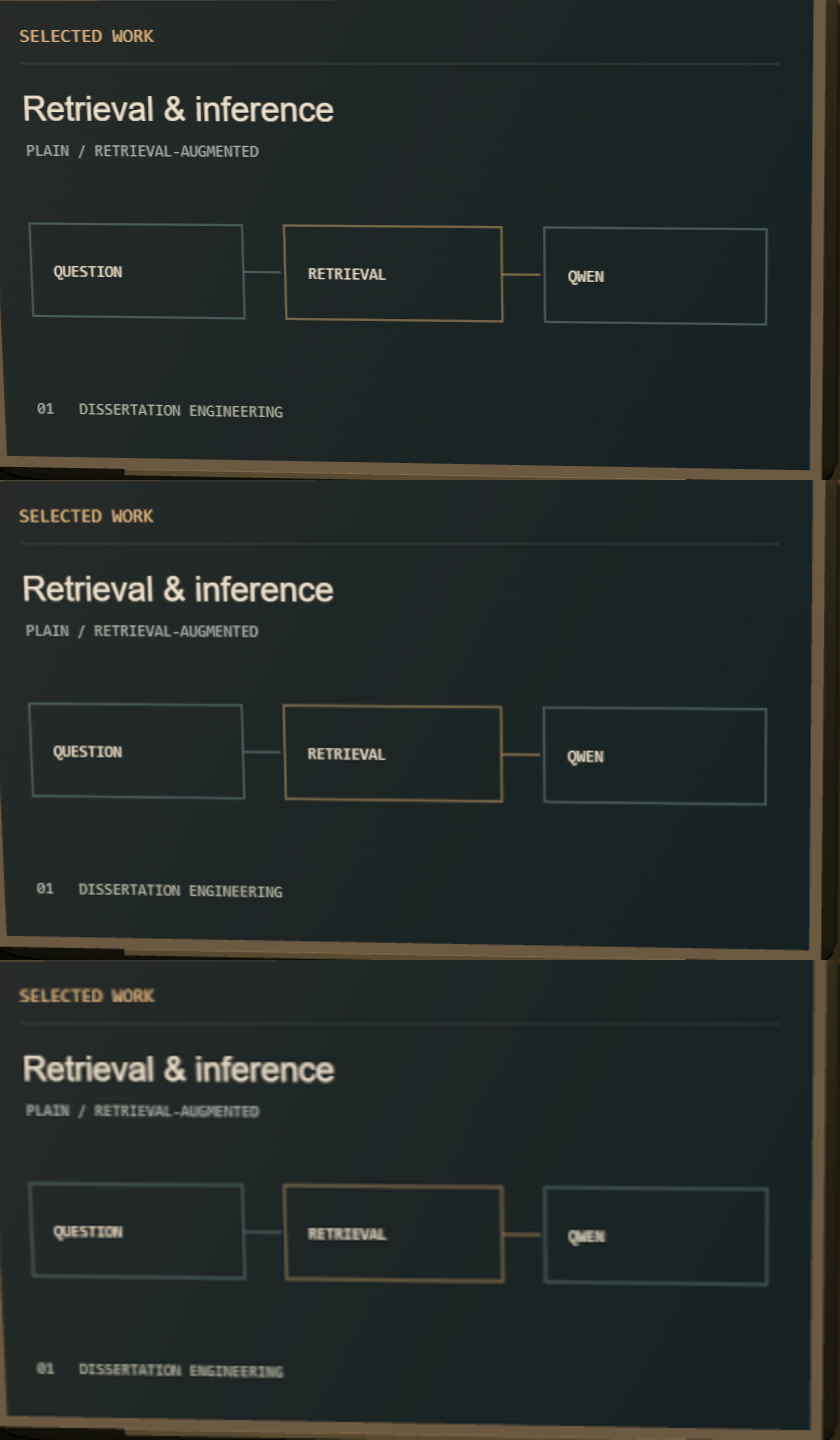 SELECTED WORK
Retrieval & inference
PLAIN / RETRIEVAL-AUGMENTED
QUESTION
RETRIEVAL
QWEN
01 DISSERTATION ENGINEERING
SELECTED WORK
Retrieval & inference
PLAIN / RETRIEVAL-AUGMENTED
QUESTION
RETRIEVAL
QWEN
01 DISSERTATION ENGINEERING
SELECTED WORK
Retrieval & inference
PLAIN / RETRIEVAL-AUGMENTED
QUESTION
RETRIEVAL
QWEN
01 DISSERTATION ENGINEERING